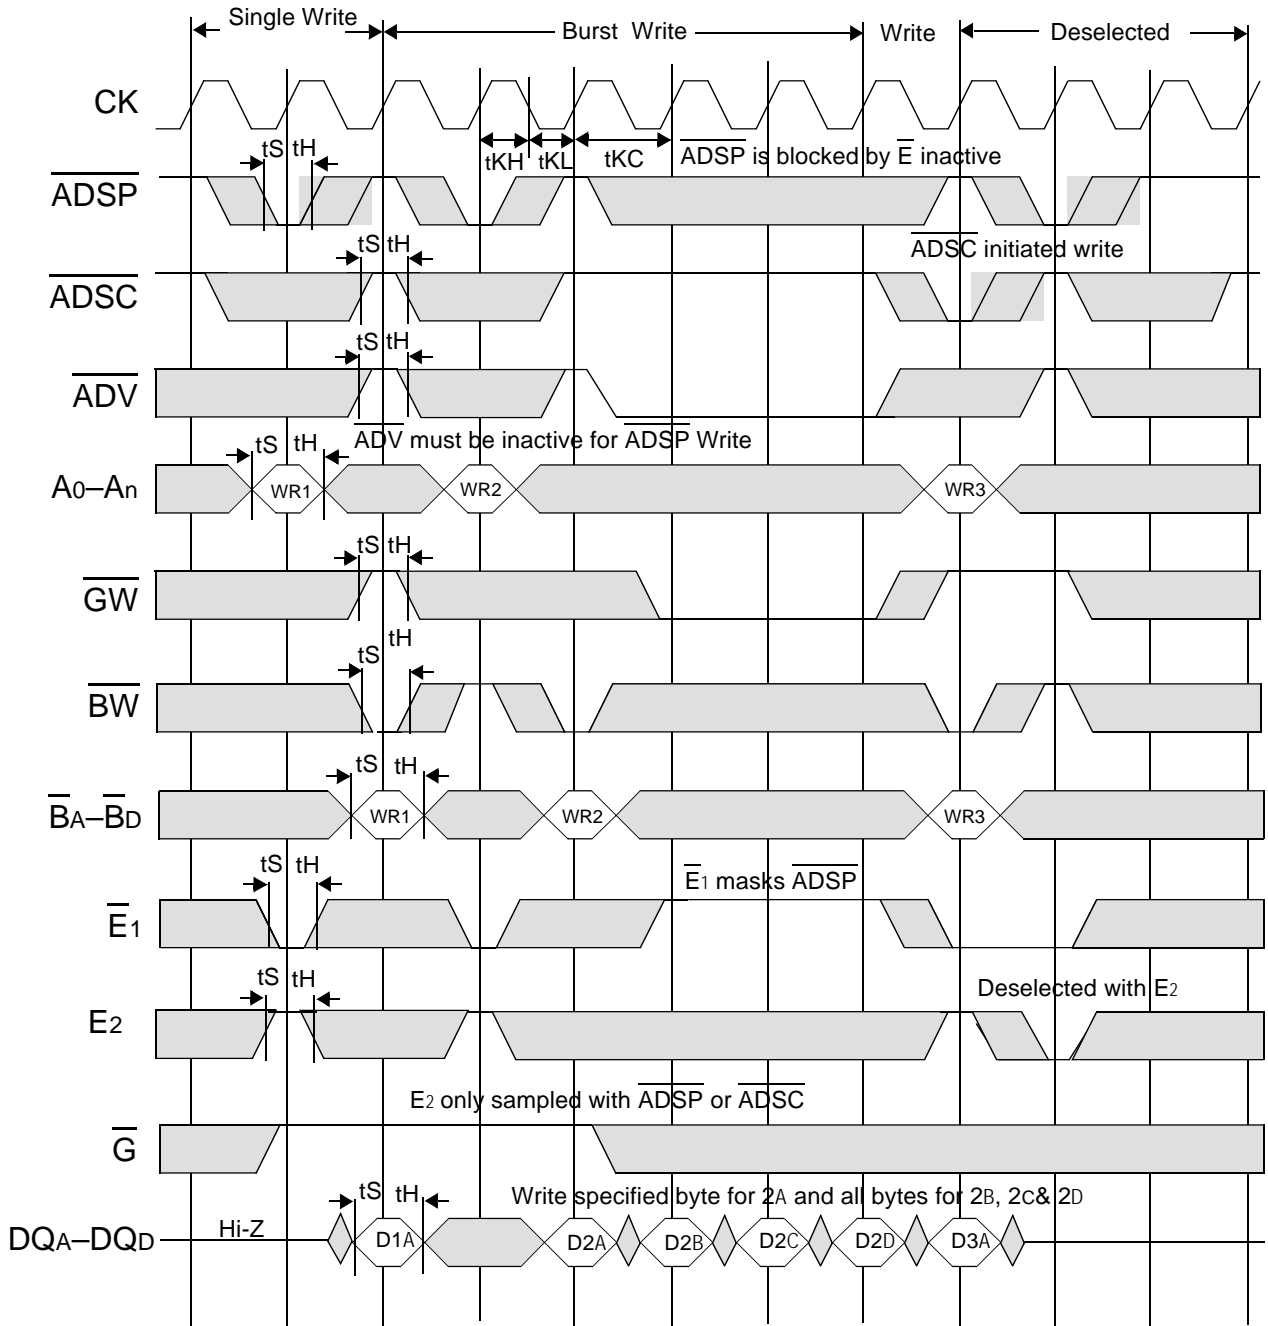 Single Write
Burst Write
Write
Deselected
CK
tKH tKL tKC
ADSP is blocked by E inactive
tS tH
ADSP
ADSC initiated write
tS tH
ADSC
tS tH
ADV
ADV must be inactive for ADSP Write
tS tH
A0–An WR1 WR2 WR3
tS tH
GW
tS tH
BW
tS tH
BA–BD WR1 WR2 WR3
tS tH
E1 masks ADSP
E1
tS tH
Deselected with E2
E2
E2 only sampled with ADSP or ADSC
G
tS tH
Write specified byte for 2A and all bytes for 2B, 2C& 2D
DQA–DQD Hi-Z D1A D2A D2B D2C D2D D3A